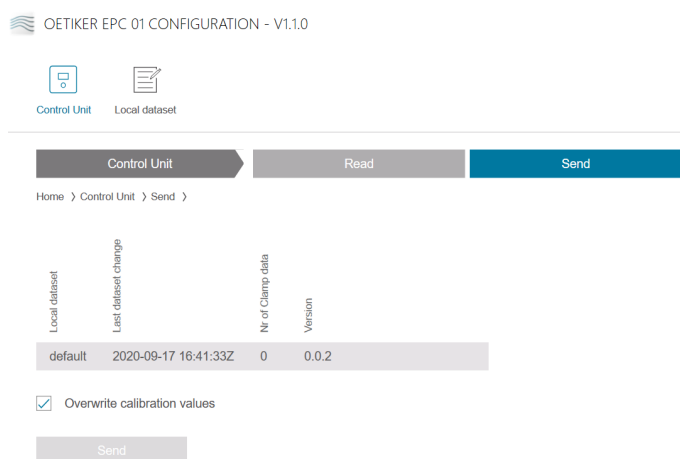 OETIKER EPC 01 CONFIGURATION - V1.1.0
Control Unit
Local dataset
Control Unit
Read
Send
Home > Control Unit > Send >
Local dataset
Last dataset change
Nr of Clamp data
Version
default 2020-09-17 16:41:33Z 0 0.0.2
Overwrite calibration values
Send